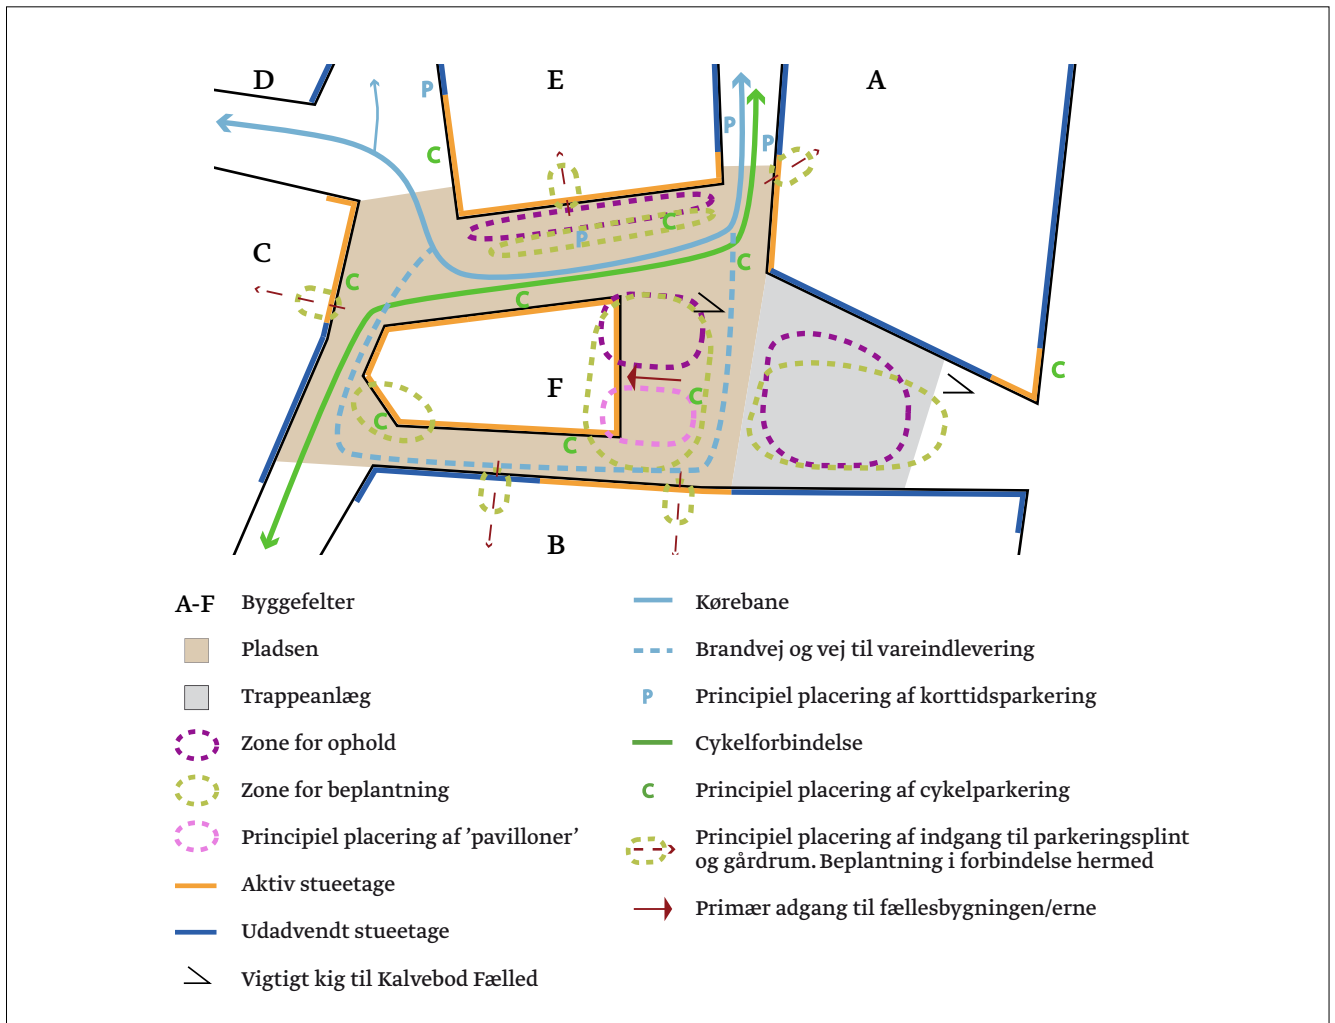 D
E
A
P
P
P
C
C
P
C
C
C
C
C
F
C
C
C
B
A-F Byggefelter
Pladsen
Trappeanlæg
Zone for ophold
Zone for beplantning
Principiel placering af ’pavilloner’
Aktiv stueetage
Udadvendt stueetage
Vigtigt kig til Kalvebod Fælled
Kørebane
Brandvej og vej til vareindlevering
P Principiel placering af korttidsparkering
Cykelforbindelse
C Principiel placering af cykelparkering
Principiel placering af indgang til parkeringsplint
og gårdrum. Beplantning i forbindelse hermed
Primær adgang til fællesbygningen/erne